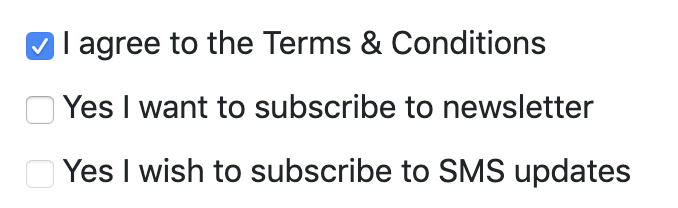 I agree to the Terms & Conditions
Yes I want to subscribe to newsletter
Yes I wish to subscribe to SMS updates